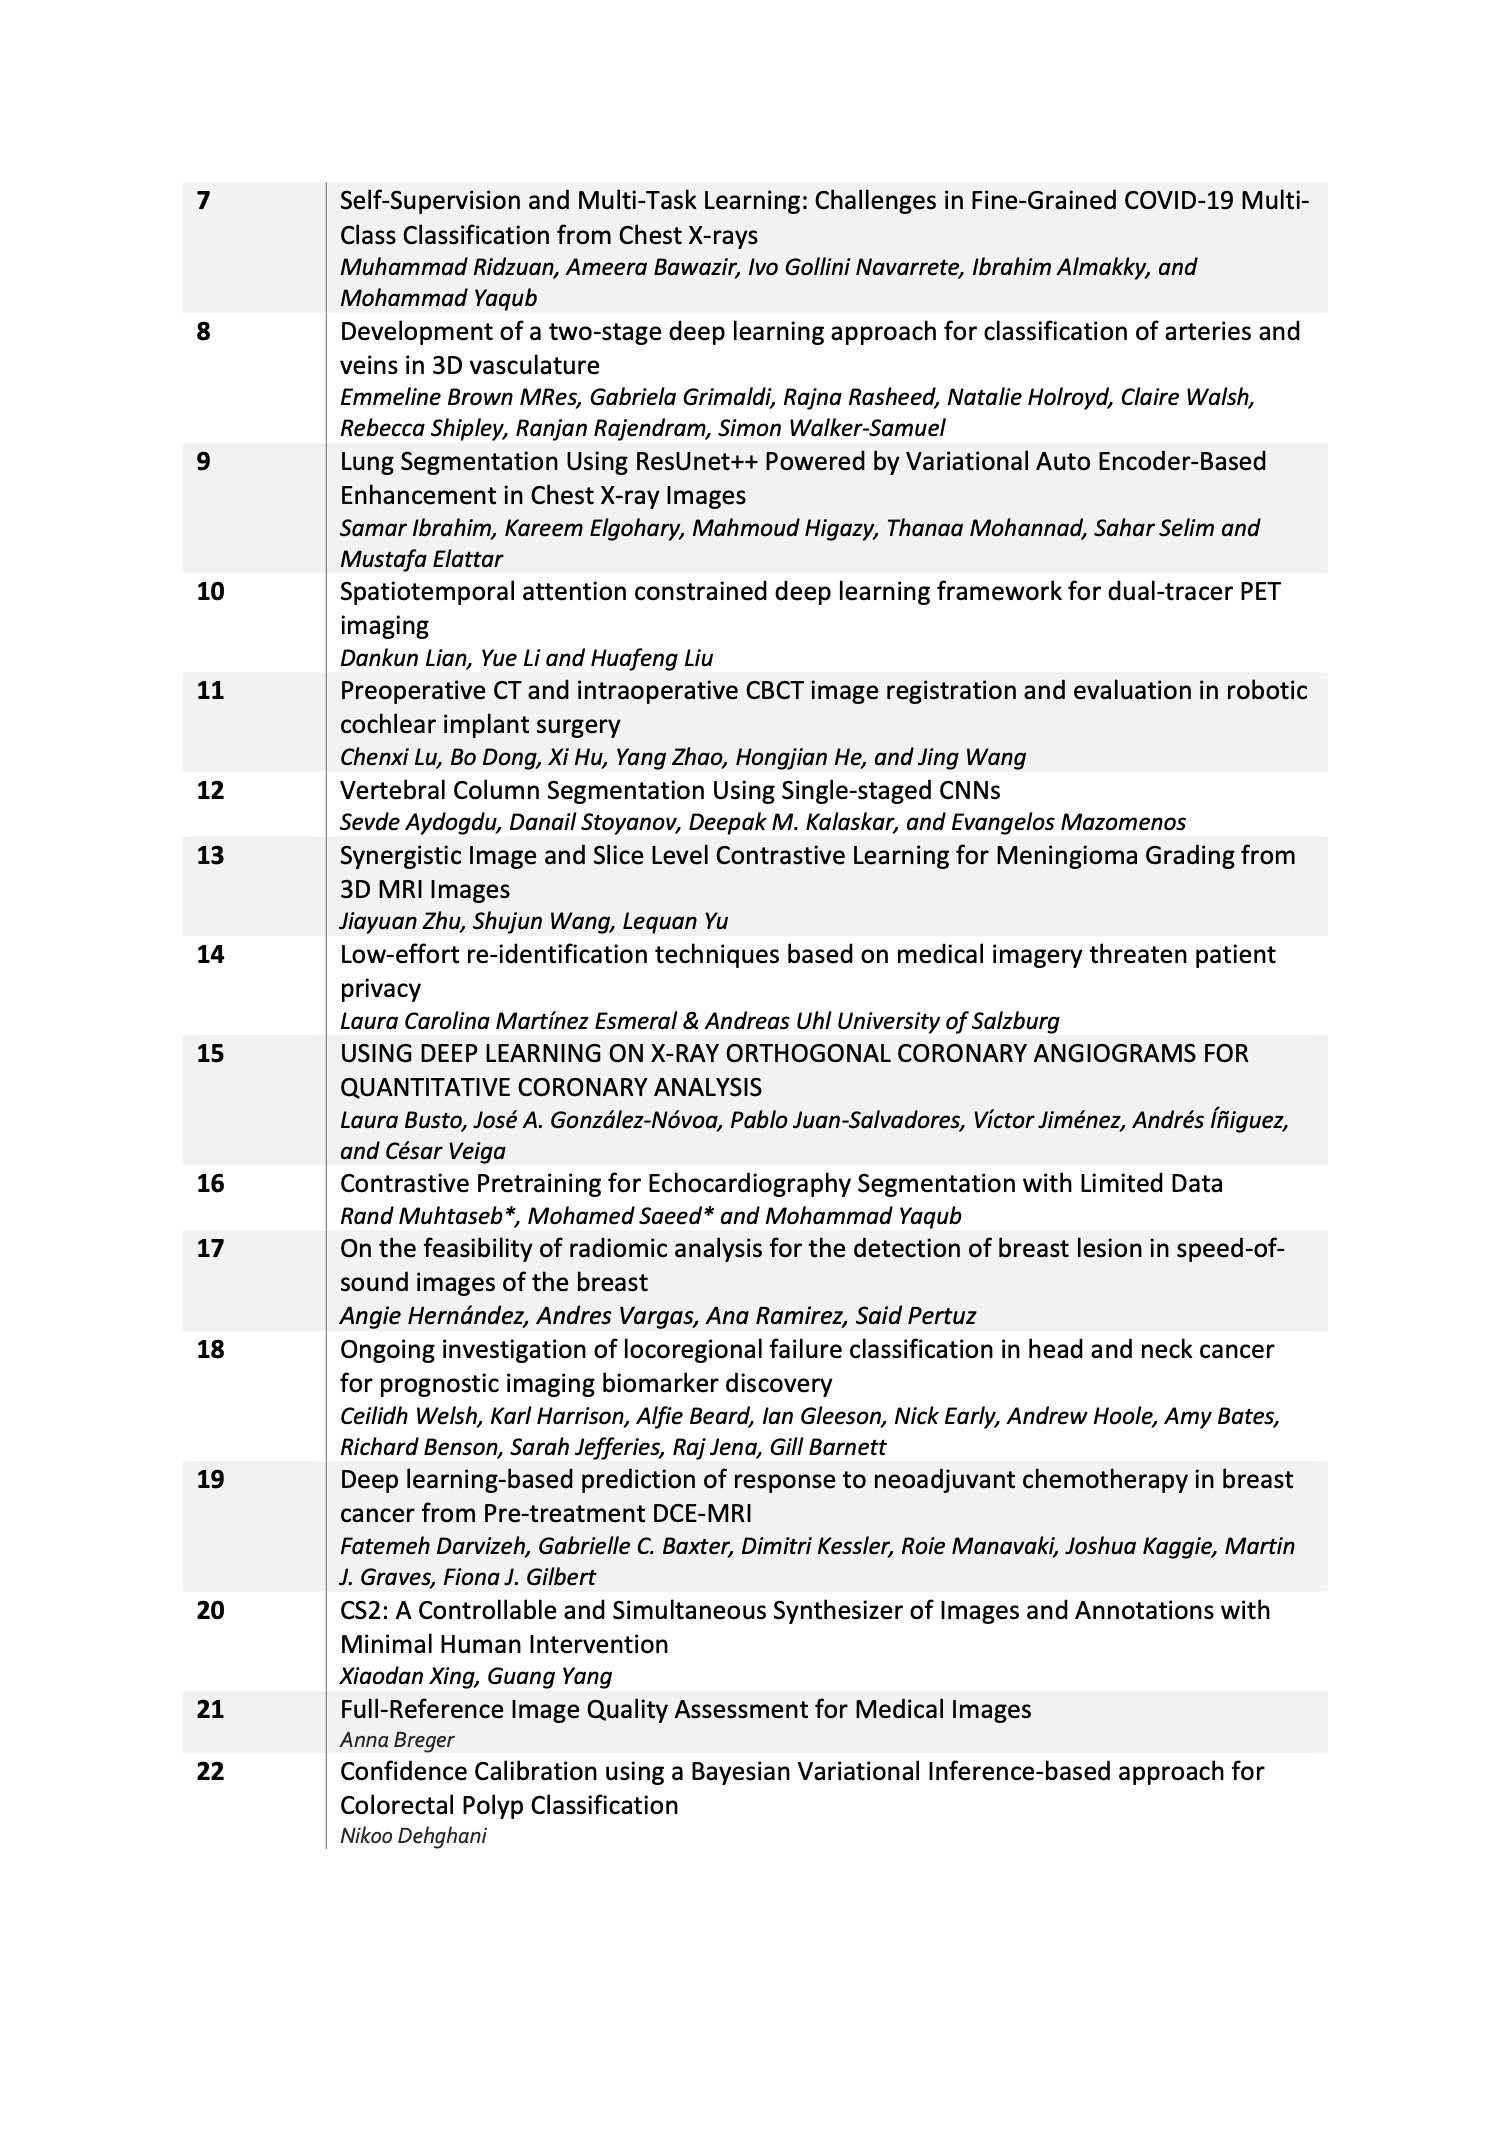 7
Self-Supervision and Multi-Task Learning: Challenges in Fine-Grained COVID-19 Multi-
Class Classification from Chest X-rays
Muhammad Ridzuan, Ameera Bawazir, Ivo Gollini Navarrete, Ibrahim Almakky, and
Mohammad Yaqub
8
Development of a two-stage deep learning approach for classification of arteries and
veins in 3D vasculature
Emmeline Brown MRes, Gabriela Grimaldi, Rajna Rasheed, Natalie Holroyd, Claire Walsh,
Rebecca Shipley, Ranjan Rajendram, Simon Walker-Samuel
9
Lung Segmentation Using ResUnet++ Powered by Variational Auto Encoder-Based
Enhancement in Chest X-ray Images
Samar Ibrahim, Kareem Elgohary, Mahmoud Higazy, Thanaa Mohannad, Sahar Selim and
Mustafa Elattar
10
Spatiotemporal attention constrained deep learning framework for dual-tracer PET
imaging
Dankun Lian, Yue Li and Huafeng Liu
11
Preoperative CT and intraoperative CBCT image registration and evaluation in robotic
cochlear implant surgery
Chenxi Lu, Bo Dong, Xi Hu, Yang Zhao, Hongjian He, and Jing Wang
12
Vertebral Column Segmentation Using Single-staged CNNs
Sevde Aydogdu, Danail Stoyanov, Deepak M. Kalaskar, and Evangelos Mazomenos
13
Synergistic Image and Slice Level Contrastive Learning for Meningioma Grading from
3D MRI Images
Jiayuan Zhu, Shujun Wang, Lequan Yu
14
Low-effort re-identification techniques based on medical imagery threaten patient
privacy
Laura Carolina Martínez Esmeral & Andreas Uhl University of Salzburg
15
USING DEEP LEARNING ON X-RAY ORTHOGONAL CORONARY ANGIOGRAMS FOR
QUANTITATIVE CORONARY ANALYSIS
Laura Busto, José A. González-Nóvoa, Pablo Juan-Salvadores, Víctor Jiménez, Andrés Íñiguez,
and César Veiga
16
Contrastive Pretraining for Echocardiography Segmentation with Limited Data
Rand Muhtaseb*, Mohamed Saeed* and Mohammad Yaqub
17
On the feasibility of radiomic analysis for the detection of breast lesion in speed-of-
sound images of the breast
Angie Hernández, Andres Vargas, Ana Ramirez, Said Pertuz
18
Ongoing investigation of locoregional failure classification in head and neck cancer
for prognostic imaging biomarker discovery
Ceilidh Welsh, Karl Harrison, Alfie Beard, Ian Gleeson, Nick Early, Andrew Hoole, Amy Bates,
Richard Benson, Sarah Jefferies, Raj Jena, Gill Barnett
19
Deep learning-based prediction of response to neoadjuvant chemotherapy in breast
cancer from Pre-treatment DCE-MRI
Fatemeh Darvizeh, Gabrielle C. Baxter, Dimitri Kessler, Roie Manavaki, Joshua Kaggie, Martin
J. Graves, Fiona J. Gilbert
20
CS2: A Controllable and Simultaneous Synthesizer of Images and Annotations with
Minimal Human Intervention
Xiaodan Xing, Guang Yang
21
Full-Reference Image Quality Assessment for Medical Images
Anna Breger
22
Confidence Calibration using a Bayesian Variational Inference-based approach for
Colorectal Polyp Classification
Nikoo Dehghani